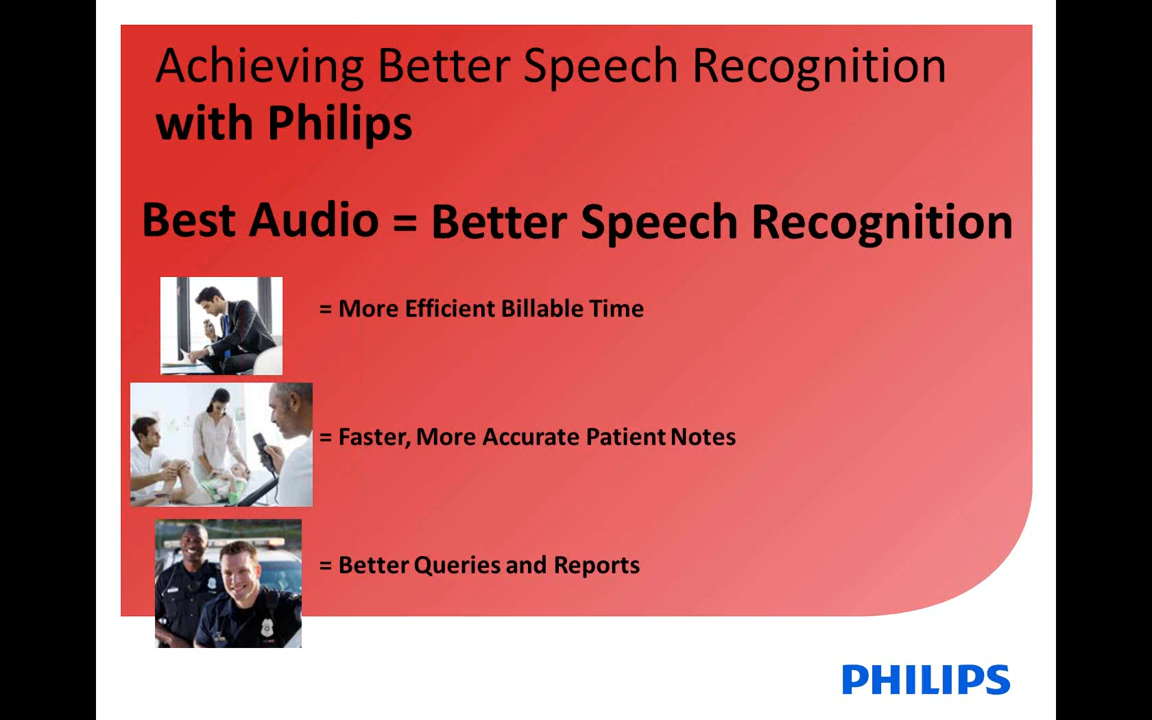 Achieving Better Speech Recognition
with Philips
Best Audio = Better Speech Recognition
= More Efficient Billable Time
= Faster, More Accurate Patient Notes
= Better Queries and Reports
PHILIPS